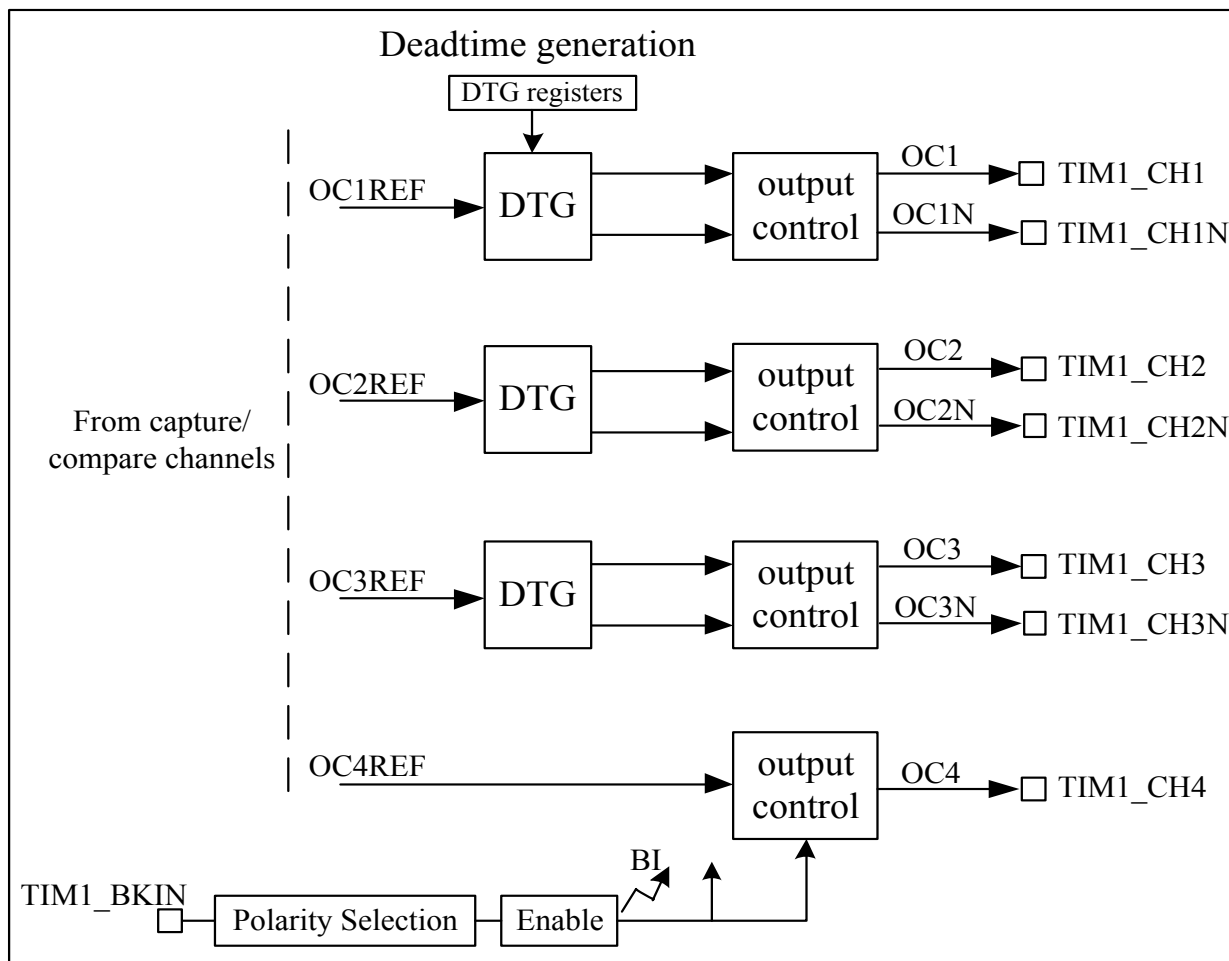 Deadtime generation
DTG registers
OC1REF
DTG
output
control
OC1
OC1N
TIM1_CH1
TIM1_CH1N
OC2REF
DTG
output
control
OC2
OC2N
TIM1_CH2
TIM1_CH2N
From capture/
compare channels
OC3REF
DTG
output
control
OC3
OC3N
TIM1_CH3
TIM1_CH3N
OC4REF
output
control
OC4
TIM1_CH4
BI
TIM1_BKIN
Polarity Selection
Enable